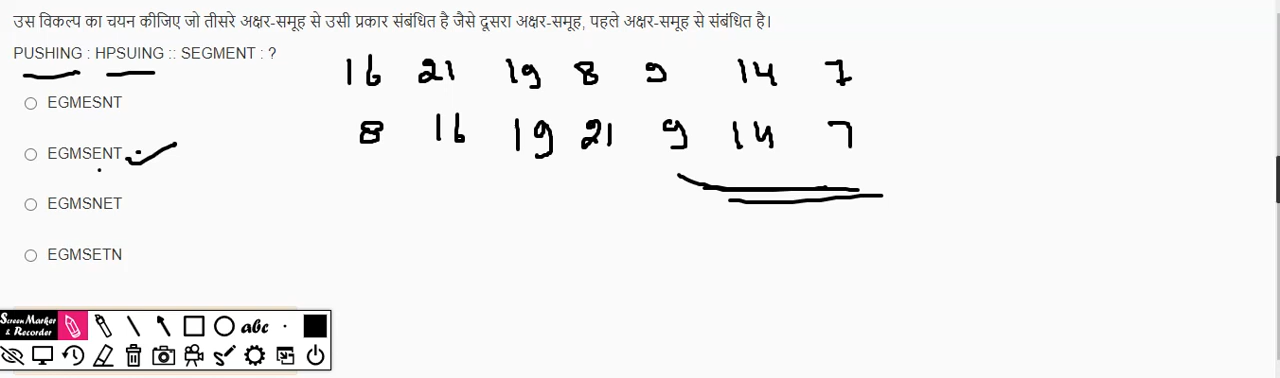 उस विकल्प का चयन कीजिए जो तीसरे अक्षर-समूह से उसी प्रकार संबंधित है जैसे दूसरा अक्षर-समूह, पहले अक्षर-समूह से संबंधित है।
PUSHING : HPSUING :: SEGMENT : ?
16 21 19 8 9 14 7
EGMESNT
8 16 19 21 9 14 7
EGMSENT
EGMSNET
EGMSETN
Screen Marker & Recorder
abc